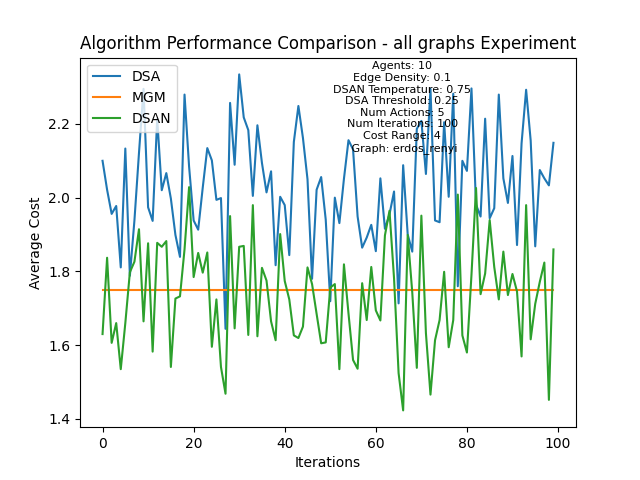 Algorithm Performance Comparison - all graphs Experiment
DSA
MGM
DSAN
Agents: 10
Edge Density: 0.1
DSAN Temperature: 0.75
DSA Threshold: 0.25
Num Actions: 5
Num Iterations: 100
Cost Range: 4
Graph: erdos_renyi
Average Cost
2.2
2.0
1.8
1.6
1.4
0
20
40
60
80
100
Iterations